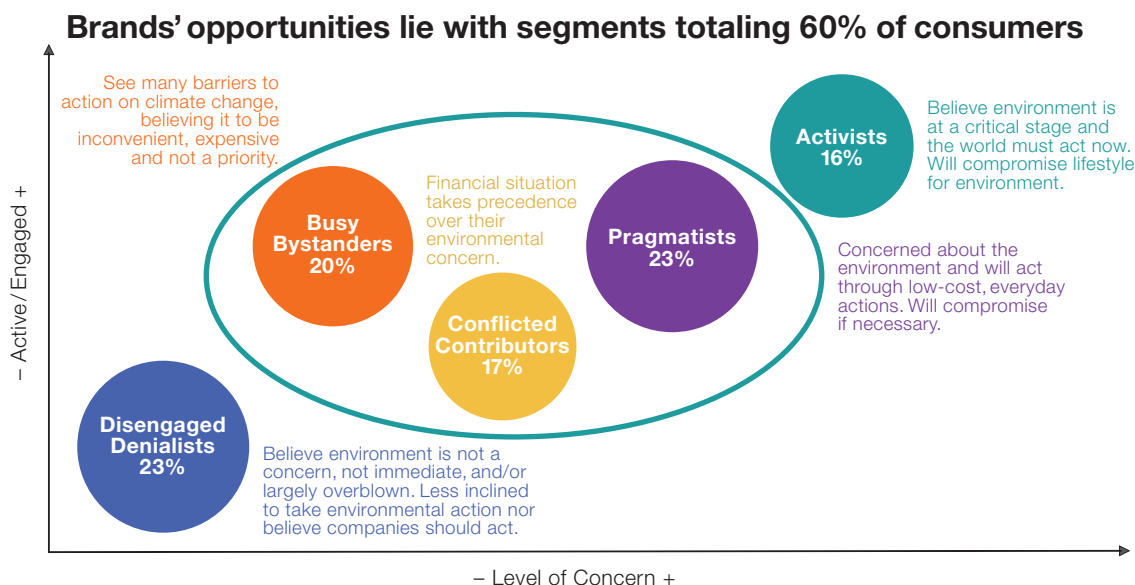 Brands' opportunities lie with segments totaling 60% of consumers
See many barriers to
action on climate change,
believing it to be
inconvenient, expensive
and not a priority.
Activists
16%
Believe environment is
at a critical stage and
the world must act now.
Will compromise lifestyle
for environment.
Busy
Bystanders
20%
Financial situation
takes precedence
over their
environmental
concern.
Pragmatists
23%
Concerned about the
environment and will act
through low-cost, everyday
actions. Will compromise
if necessary.
Conflicted
Contributors
17%
Disengaged
Denialists
23%
Believe environment is not a
concern, not immediate, and/or
largely overblown. Less inclined
to take environmental action nor
believe companies should act.
– Active / Engaged +
– Level of Concern +